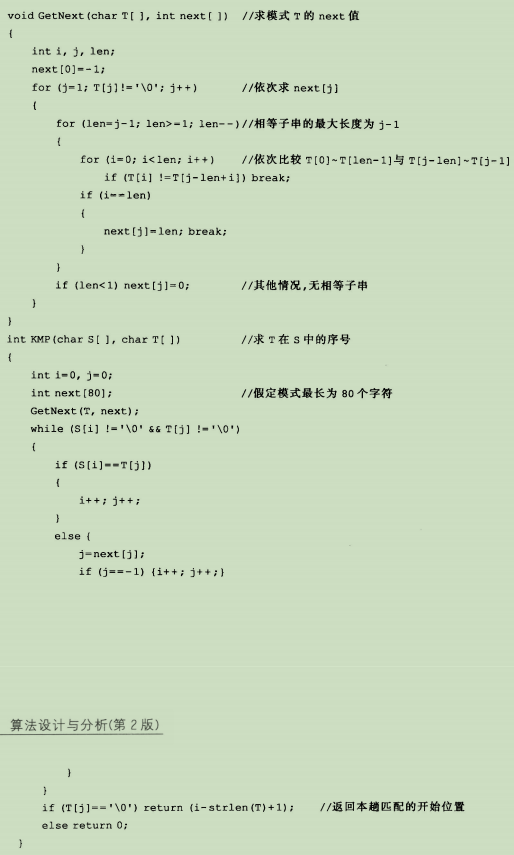 void GetNext(char T[ ], int next[ ])  //求模式 T 的 next 值
{
    int i, j, len;
    next[0]=-1;
    for (j=1; T[j]!='\0'; j++)        //依次求 next[j]
    {
        for (len=j-1; len>=1; len--)//相等子串的最大长度为 j-1
        {
            for (i=0; i<len; i++)    //依次比较 T[0]~T[len-1]与 T[j-len]~T[j-1]
                if (T[i] !=T[j-len+i]) break;
            if (i==len)
            {
                next[j]=len; break;
            }
        }
        if (len<1) next[j]=0;        //其他情况,无相等子串
    }
}
int KMP(char S[ ], char T[ ])        //求 T 在 S 中的序号
{
    int i=0, j=0;
    int next[80];                    //假定模式最长为 80 个字符
    GetNext(T, next);
    while (S[i] !='\0' && T[j] !='\0')
    {
        if (S[i]==T[j])
        {
            i++; j++;
        }
        else {
            j=next[j];
            if (j==-1) {i++; j++;}
算法设计与分析(第 2 版)
        }
    }
    if (T[j]=='\0') return (i-strlen(T)+1);    //返回本趟匹配的开始位置
    else return 0;
}